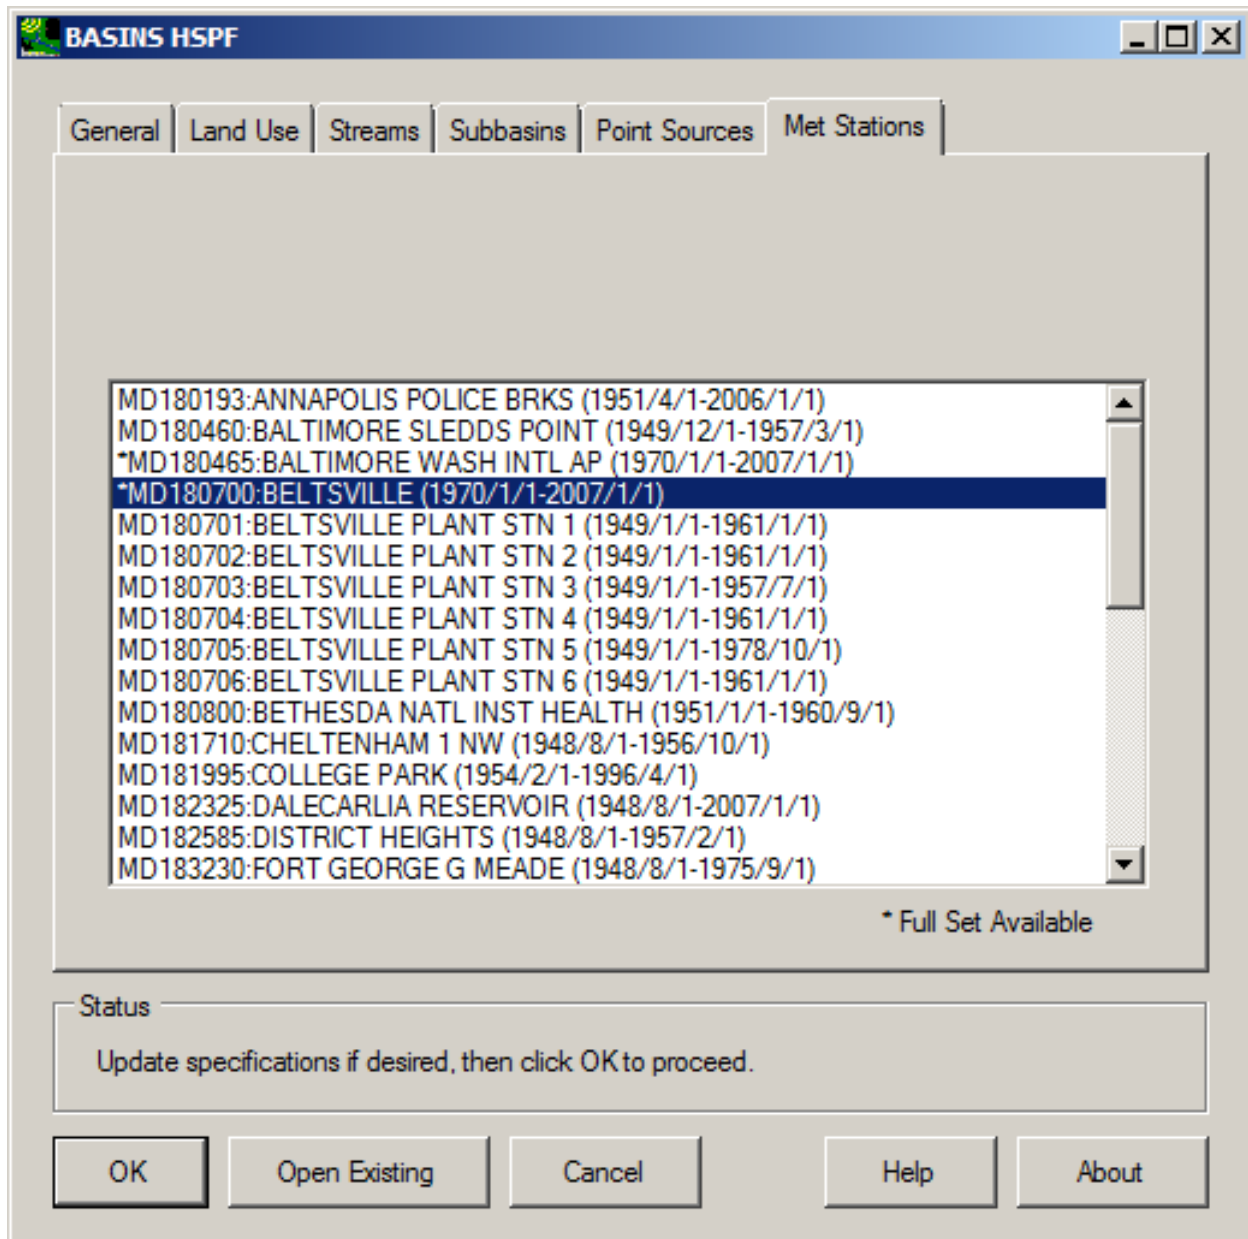 BASINS HSPF
General Land Use Streams Subbasins Point Sources Met Stations
MD180193:ANNAPOLIS POLICE BRKS (1951/4/1-2006/1/1)
MD180460:BALTIMORE SLEDDS POINT (1949/12/1-1957/3/1)
*MD180465:BALTIMORE WASH INTL AP (1970/1/1-2007/1/1)
*MD180700:BELTSVILLE (1970/1/1-2007/1/1)
MD180701:BELTSVILLE PLANT STN 1 (1949/1/1-1961/1/1)
MD180702:BELTSVILLE PLANT STN 2 (1949/1/1-1961/1/1)
MD180703:BELTSVILLE PLANT STN 3 (1949/1/1-1957/7/1)
MD180704:BELTSVILLE PLANT STN 4 (1949/1/1-1961/1/1)
MD180705:BELTSVILLE PLANT STN 5 (1949/1/1-1978/10/1)
MD180706:BELTSVILLE PLANT STN 6 (1949/1/1-1961/1/1)
MD180800:BETHESDA NATL INST HEALTH (1951/1/1-1960/9/1)
MD181710:CHELTENHAM 1 NW (1948/8/1-1956/10/1)
MD181995:COLLEGE PARK (1954/2/1-1996/4/1)
MD182325:DALECARLIA RESERVOIR (1948/8/1-2007/1/1)
MD182585:DISTRICT HEIGHTS (1948/8/1-1957/2/1)
MD183230:FORT GEORGE G MEADE (1948/8/1-1975/9/1)
* Full Set Available
Status
Update specifications if desired, then click OK to proceed.
OK Open Existing Cancel Help About